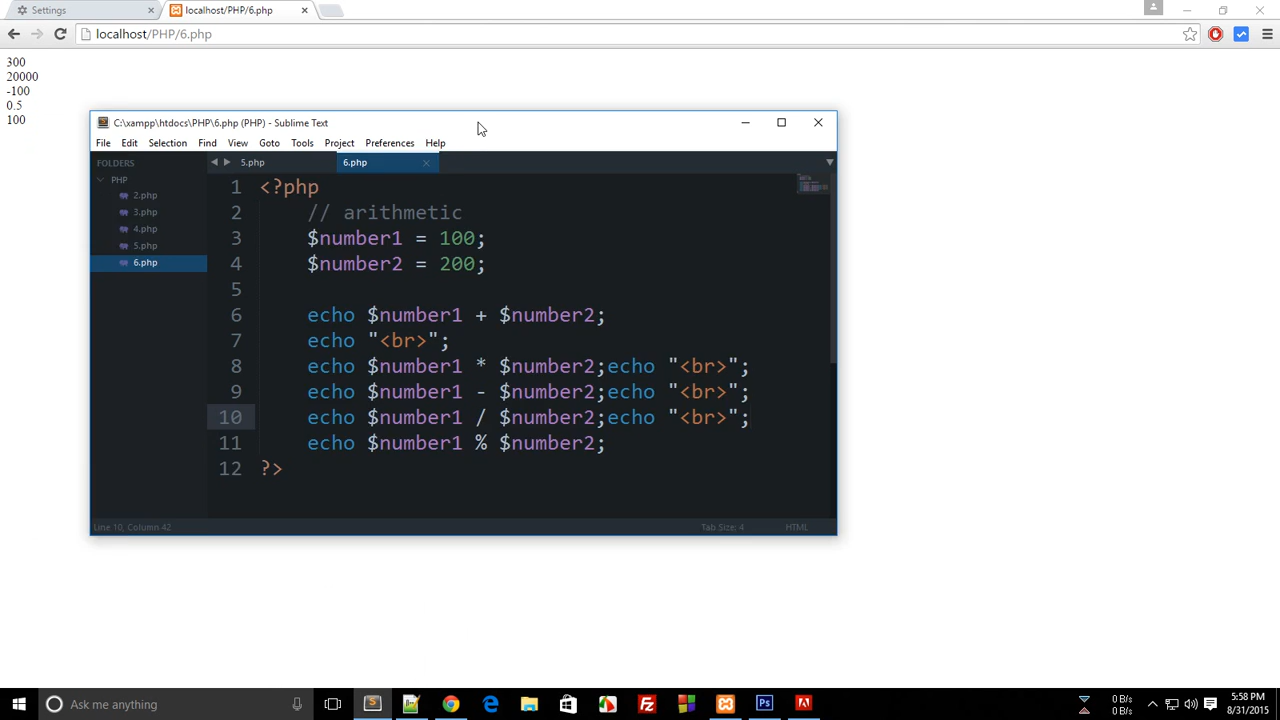 Settings
localhost/PHP/6.php
localhost/PHP/6.php
300
20000
-100
0.5
100
C:\xampp\htdocs\PHP\6.php (PHP) - Sublime Text
File Edit Selection Find View Goto Tools Project Preferences Help
FOLDERS
PHP
2.php
3.php
4.php
5.php
6.php
5.php
6.php
1 <?php
2 // arithmetic
3 $number1 = 100;
4 $number2 = 200;
5
6 echo $number1 + $number2;
7 echo "<br>";
8 echo $number1 * $number2;echo "<br>";
9 echo $number1 - $number2;echo "<br>";
10 echo $number1 / $number2;echo "<br>";
11 echo $number1 % $number2;
12 ?>
Line 10, Column 42
Tab Size: 4
HTML
Ask me anything
Ps
0 B/s
0 B/s
5:58 PM
8/31/2015